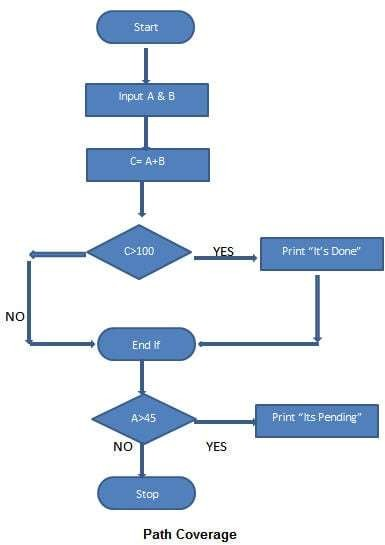 Start
Input A & B
C= A+B
C>100
YES
Print "It's Done"
NO
End If
A>45
Print "Its Pending"
NO
YES
Stop
Path Coverage